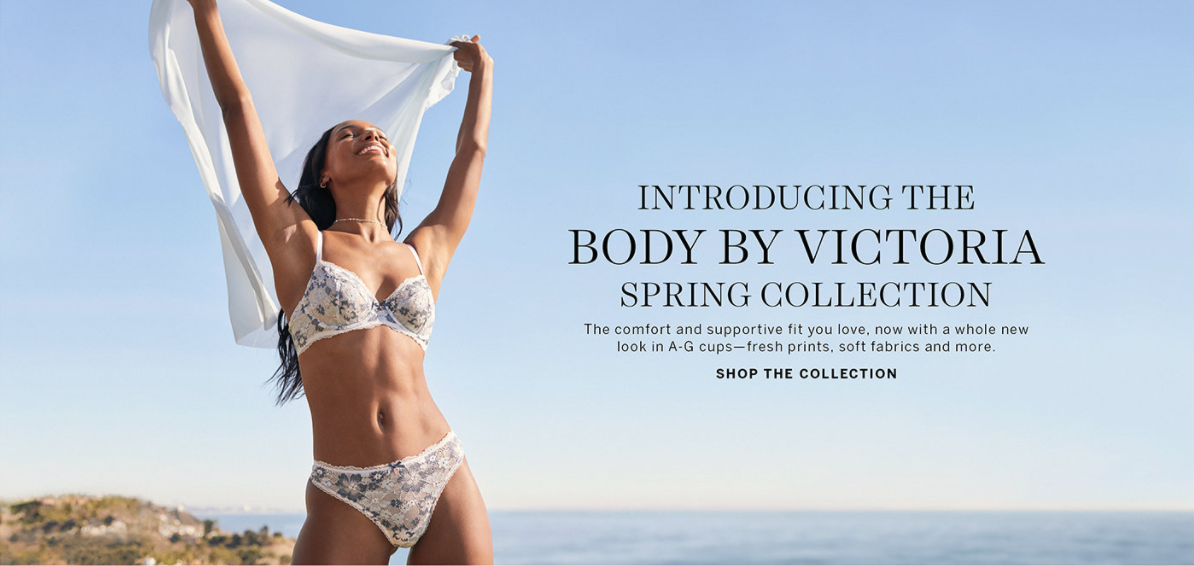 INTRODUCING THE
BODY BY VICTORIA
SPRING COLLECTION
The comfort and supportive fit you love, now with a whole new
look in A-G cups—fresh prints, soft fabrics and more.
SHOP THE COLLECTION